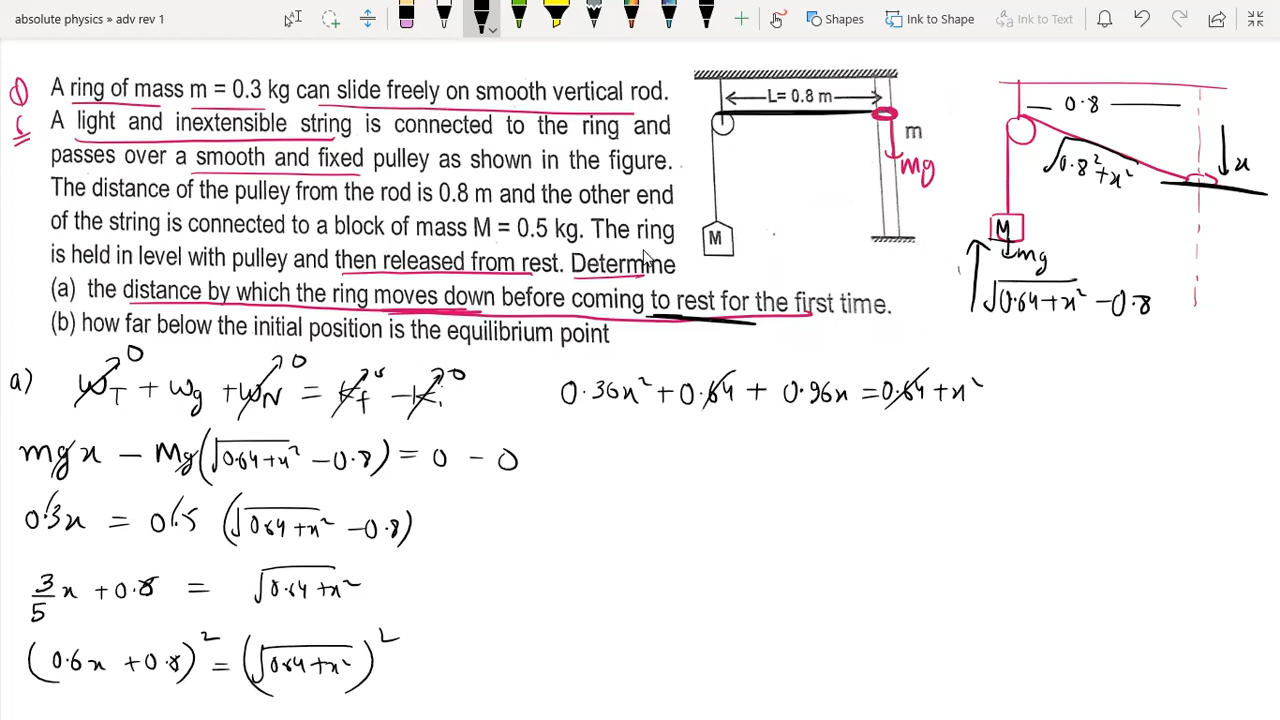 absolute physics » adv rev 1
Shapes
Ink to Shape
Ink to Text
① A ring of mass m = 0.3 kg can slide freely on smooth vertical rod.
6 A light and inextensible string is connected to the ring and
passes over a smooth and fixed pulley as shown in the figure.
The distance of the pulley from the rod is 0.8 m and the other end
of the string is connected to a block of mass M = 0.5 kg. The ring
is held in level with pulley and then released from rest. Determine
(a) the distance by which the ring moves down before coming to rest for the first time.
(b) how far below the initial position is the equilibrium point
L= 0.8 m
m
mg
M
0.8
√0.8²+x²
x
M
mg
√0.64+x² -0.8
a) W_T + Wg + W_N = K_f - K_i
0 0 0 0
mgx - Mg(√0.64+x² -0.8) = 0 - 0
0.3x = 0.5 (√0.64+x² -0.8)
3/5 x + 0.8 = √0.64+x²
(0.6x + 0.8)² = (√0.64+x²)²
0.36x² + 0.64 + 0.96x = 0.64 + x²